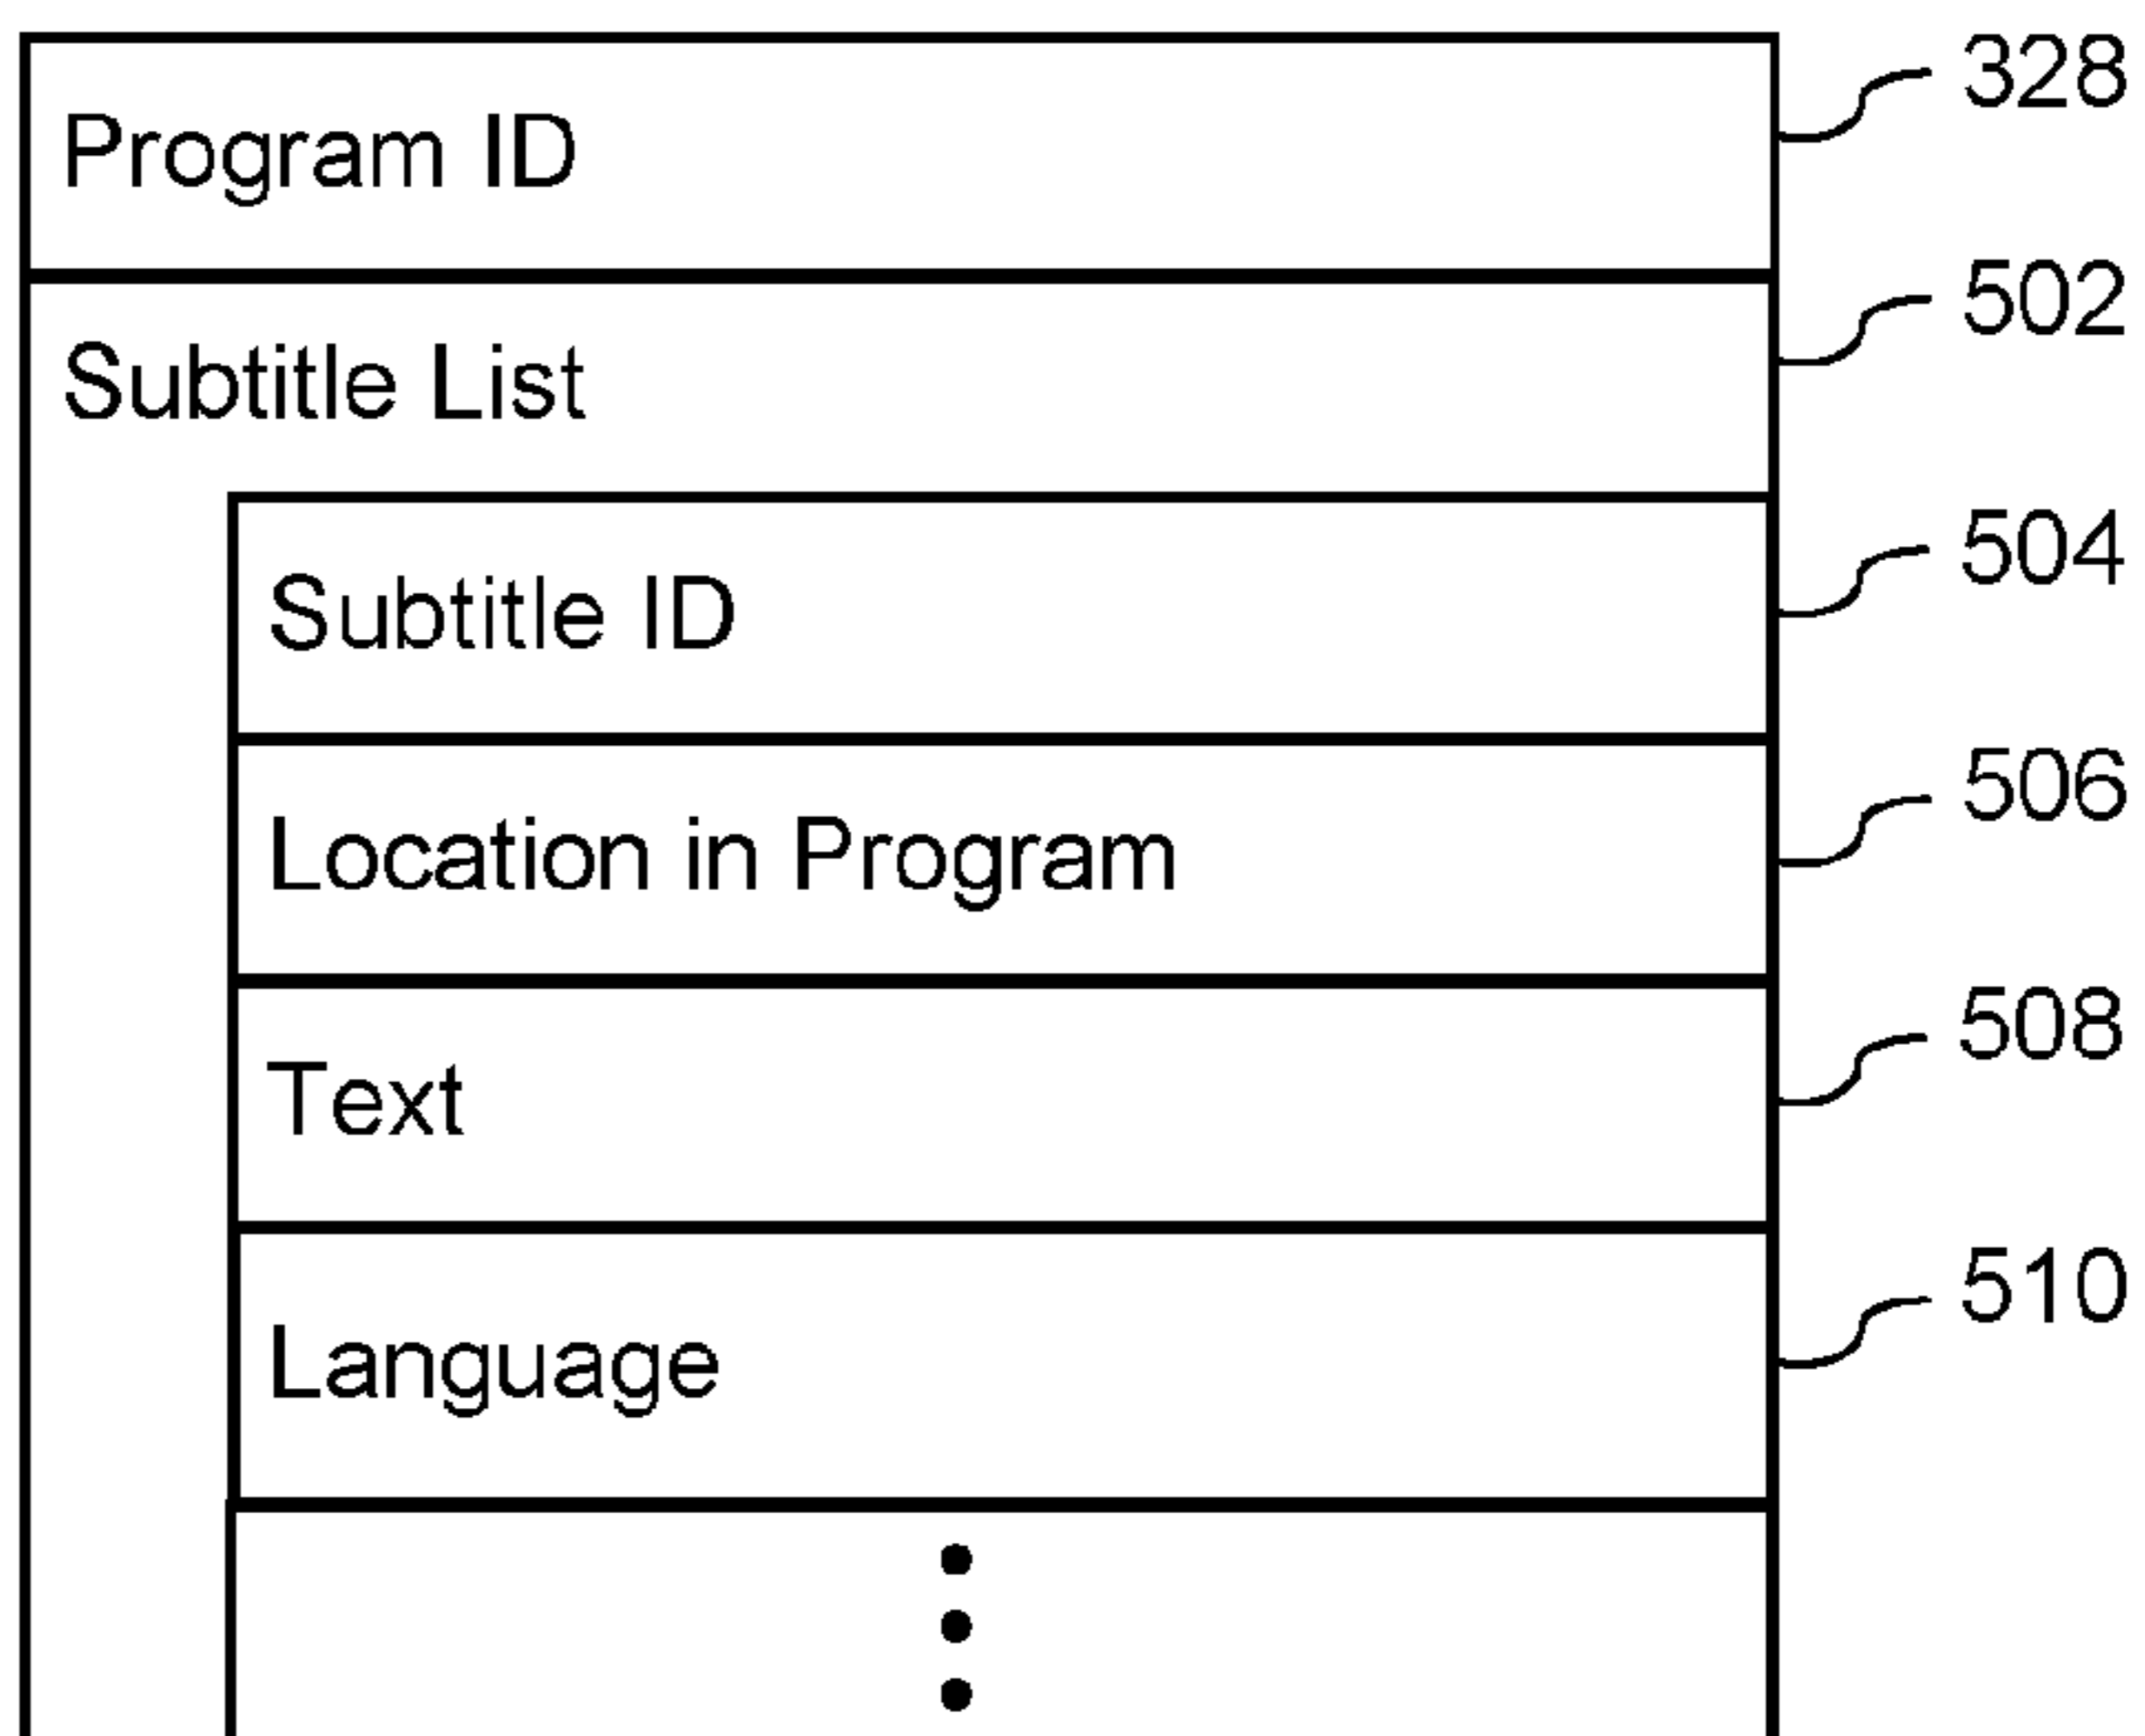 328
Program ID
502
Subtitle List
504
Subtitle ID
506
Location in Program
508
Text
510
Language